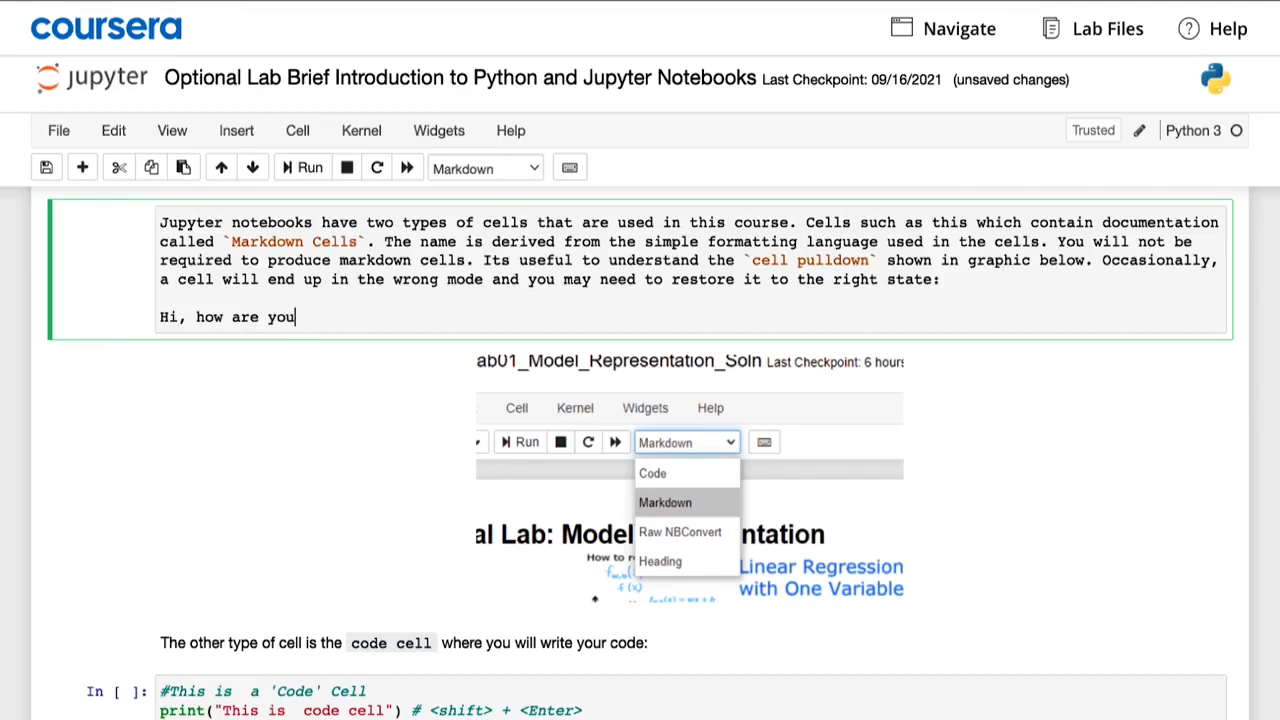 coursera
Navigate
Lab Files
? Help
jupyter Optional Lab Brief Introduction to Python and Jupyter Notebooks Last Checkpoint: 09/16/2021 (unsaved changes)
File Edit View Insert Cell Kernel Widgets Help
Trusted
Python 3
Run
Markdown
Jupyter notebooks have two types of cells that are used in this course. Cells such as this which contain documentation
called `Markdown Cells`. The name is derived from the simple formatting language used in the cells. You will not be
required to produce markdown cells. Its useful to understand the `cell pulldown` shown in graphic below. Occasionally,
a cell will end up in the wrong mode and you may need to restore it to the right state:
Hi, how are you
ab01_Model_Representation_Soln Last Checkpoint: 6 hours
Cell Kernel Widgets Help
Run
Markdown
Code
Markdown
Raw NBConvert
Heading
al Lab: Model
ntation
How to r
f(x)
Linear Regression
with One Variable
The other type of cell is the code cell where you will write your code:
In [ ]: #This is  a 'Code' Cell
print("This is  code cell") # <shift> + <Enter>